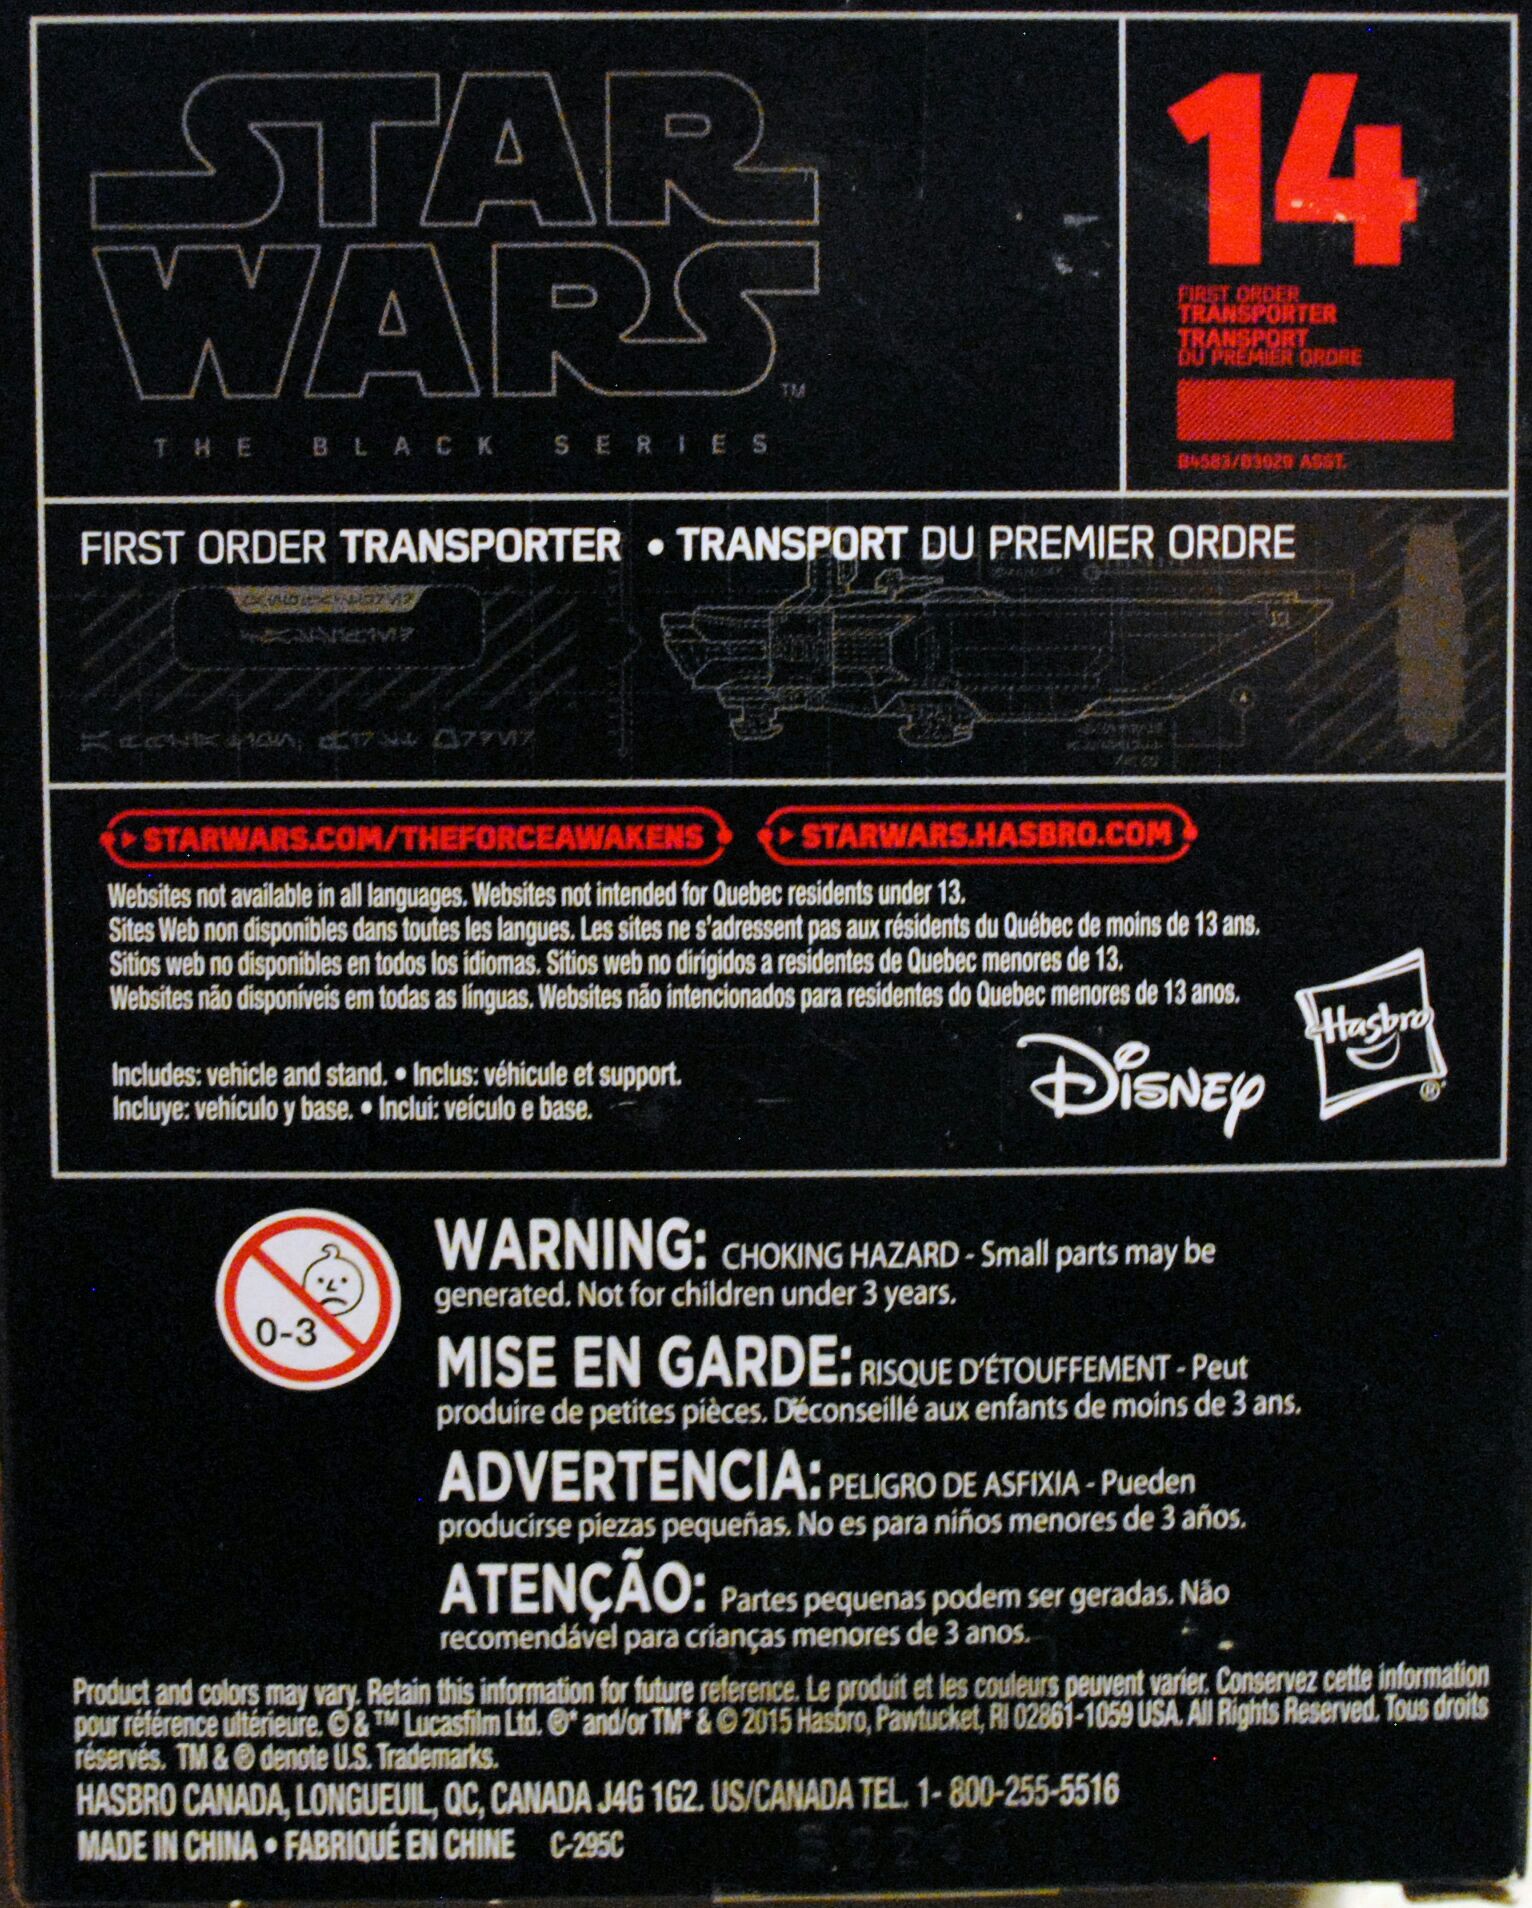 STAR
WARS
TM
THE BLACK SERIES
14
FIRST ORDER
TRANSPORTER
TRANSPORT
DU PREMIER ORDRE
B4583/B3929 ASST.
FIRST ORDER TRANSPORTER • TRANSPORT DU PREMIER ORDRE
STARWARS.COM/THEFORCEAWAKENS
STARWARS.HASBRO.COM
Websites not available in all languages. Websites not intended for Quebec residents under 13.
Sites Web non disponibles dans toutes les langues. Les sites ne s'adressent pas aux résidents du Québec de moins de 13 ans.
Sitios web no disponibles en todos los idiomas. Sitios web no dirigidos a residentes de Quebec menores de 13.
Websites não disponíveis em todas as línguas. Websites não intencionados para residentes do Quebec menores de 13 anos.
Includes: vehicle and stand. • Inclus: véhicule et support.
Incluye: vehículo y base. • Inclui: veículo e base.
DISNEY
Hasbro
®
0-3
WARNING: CHOKING HAZARD - Small parts may be
generated. Not for children under 3 years.
MISE EN GARDE: RISQUE D'ÉTOUFFEMENT - Peut
produire de petites pièces. Déconseillé aux enfants de moins de 3 ans.
ADVERTENCIA: PELIGRO DE ASFIXIA - Pueden
producirse piezas pequeñas. No es para niños menores de 3 años.
ATENÇÃO: Partes pequenas podem ser geradas. Não
recomendável para crianças menores de 3 anos.
Product and colors may vary. Retain this information for future reference. Le produit et les couleurs peuvent varier. Conservez cette information
pour référence ultérieure. © & ™ Lucasfilm Ltd. ®* and/or TM* & © 2015 Hasbro, Pawtucket, RI 02861-1059 USA. All Rights Reserved. Tous droits
réservés. TM & ® denote U.S. Trademarks.
HASBRO CANADA, LONGUEUIL, QC, CANADA J4G 1G2. US/CANADA TEL. 1- 800-255-5516
MADE IN CHINA • FABRIQUÉ EN CHINE C-295C